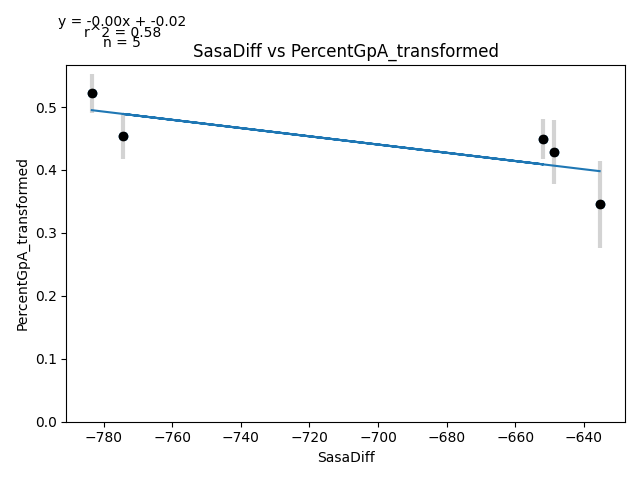 y = -0.00x + -0.02
r^2 = 0.58
n = 5
SasaDiff vs PercentGpA_transformed
PercentGpA_transformed
0.5
0.4
0.3
0.2
0.1
0.0
−780 −760 −740 −720 −700 −680 −660 −640
SasaDiff